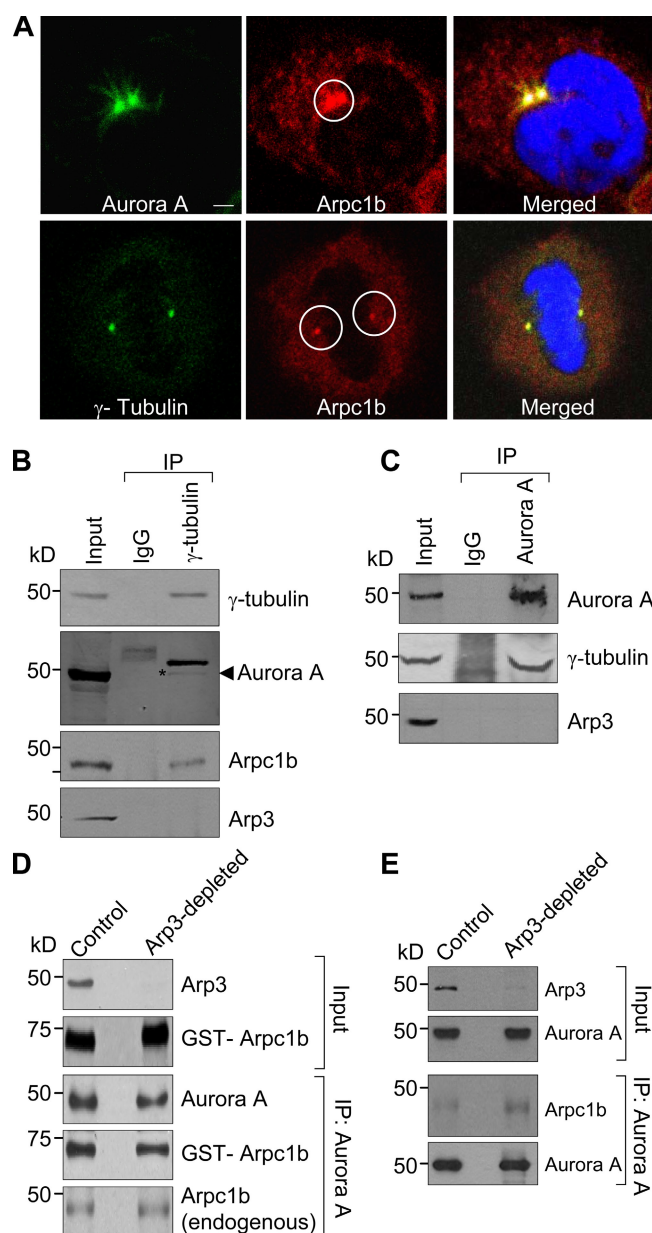 A
Aurora A
Arpc1b
Merged
γ- Tubulin
Arpc1b
Merged
B
IP
kD
Input
IgG
γ-tubulin
50
γ-tubulin
50
*
Aurora A
50
Arpc1b
50
Arp3
C
IP
kD
Input
IgG
Aurora A
50
Aurora A
50
γ-tubulin
50
Arp3
D
kD
Control
Arp3-depleted
50
Arp3
75
GST- Arpc1b
Input
50
Aurora A
75
GST- Arpc1b
50
Arpc1b
(endogenous)
IP: Aurora A
E
kD
Control
Arp3-depleted
50
Arp3
50
Aurora A
Input
50
Arpc1b
50
Aurora A
IP: Aurora A